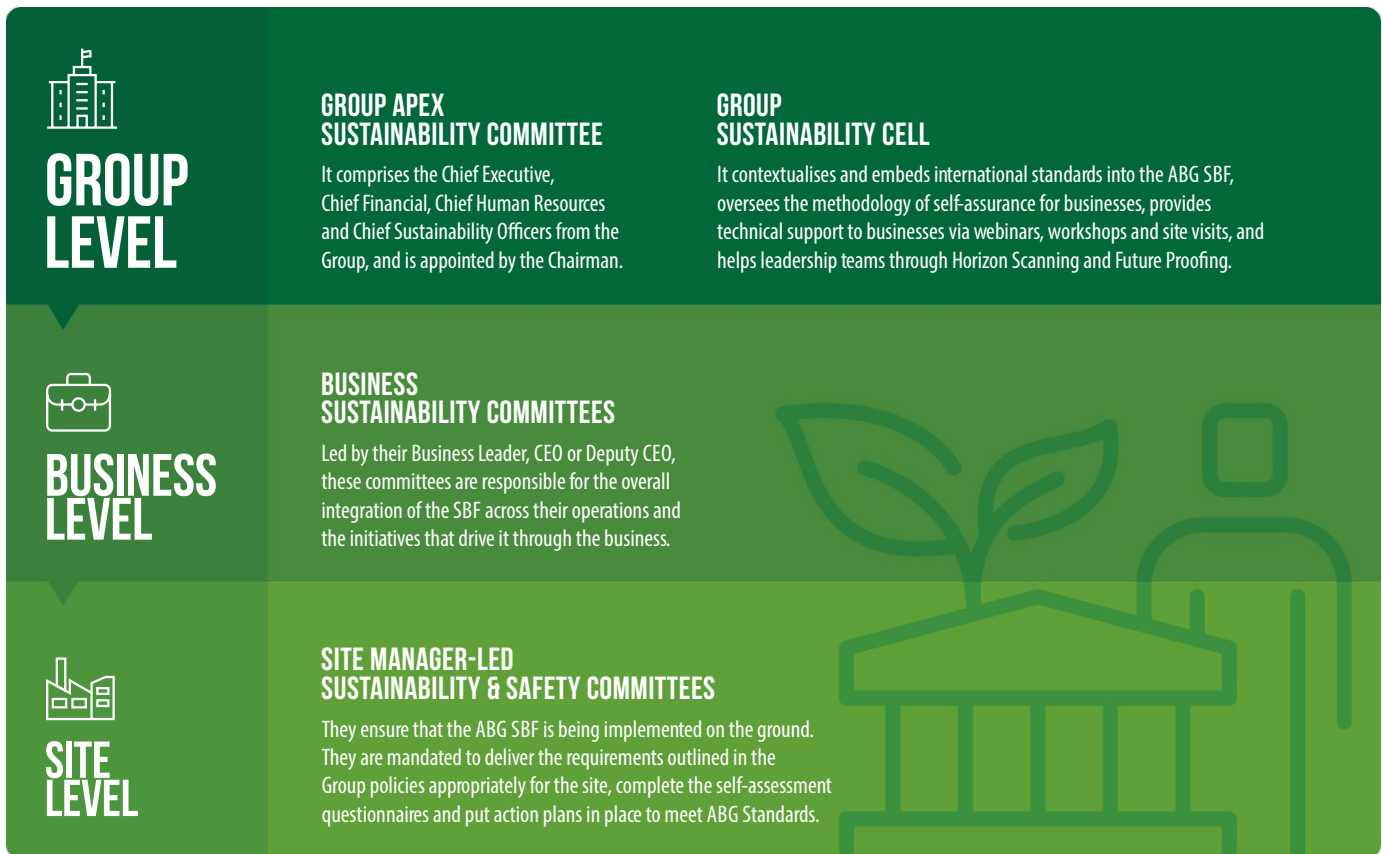 GROUP
LEVEL
GROUP APEX
SUSTAINABILITY COMMITTEE
It comprises the Chief Executive,
Chief Financial, Chief Human Resources
and Chief Sustainability Officers from the
Group, and is appointed by the Chairman.
GROUP
SUSTAINABILITY CELL
It contextualises and embeds international standards into the ABG SBF,
oversees the methodology of self-assurance for businesses, provides
technical support to businesses via webinars, workshops and site visits, and
helps leadership teams through Horizon Scanning and Future Proofing.
BUSINESS
LEVEL
BUSINESS
SUSTAINABILITY COMMITTEES
Led by their Business Leader, CEO or Deputy CEO,
these committees are responsible for the overall
integration of the SBF across their operations and
the initiatives that drive it through the business.
SITE
LEVEL
SITE MANAGER-LED
SUSTAINABILITY & SAFETY COMMITTEES
They ensure that the ABG SBF is being implemented on the ground.
They are mandated to deliver the requirements outlined in the
Group policies appropriately for the site, complete the self-assessment
questionnaires and put action plans in place to meet ABG Standards.